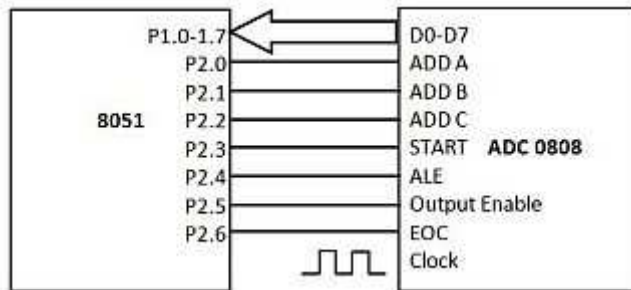 P1.0-1.7 D0-D7
P2.0 ADD A
P2.1 ADD B
8051 P2.2 ADD C
P2.3 START ADC 0808
P2.4 ALE
P2.5 Output Enable
P2.6 EOC
Clock